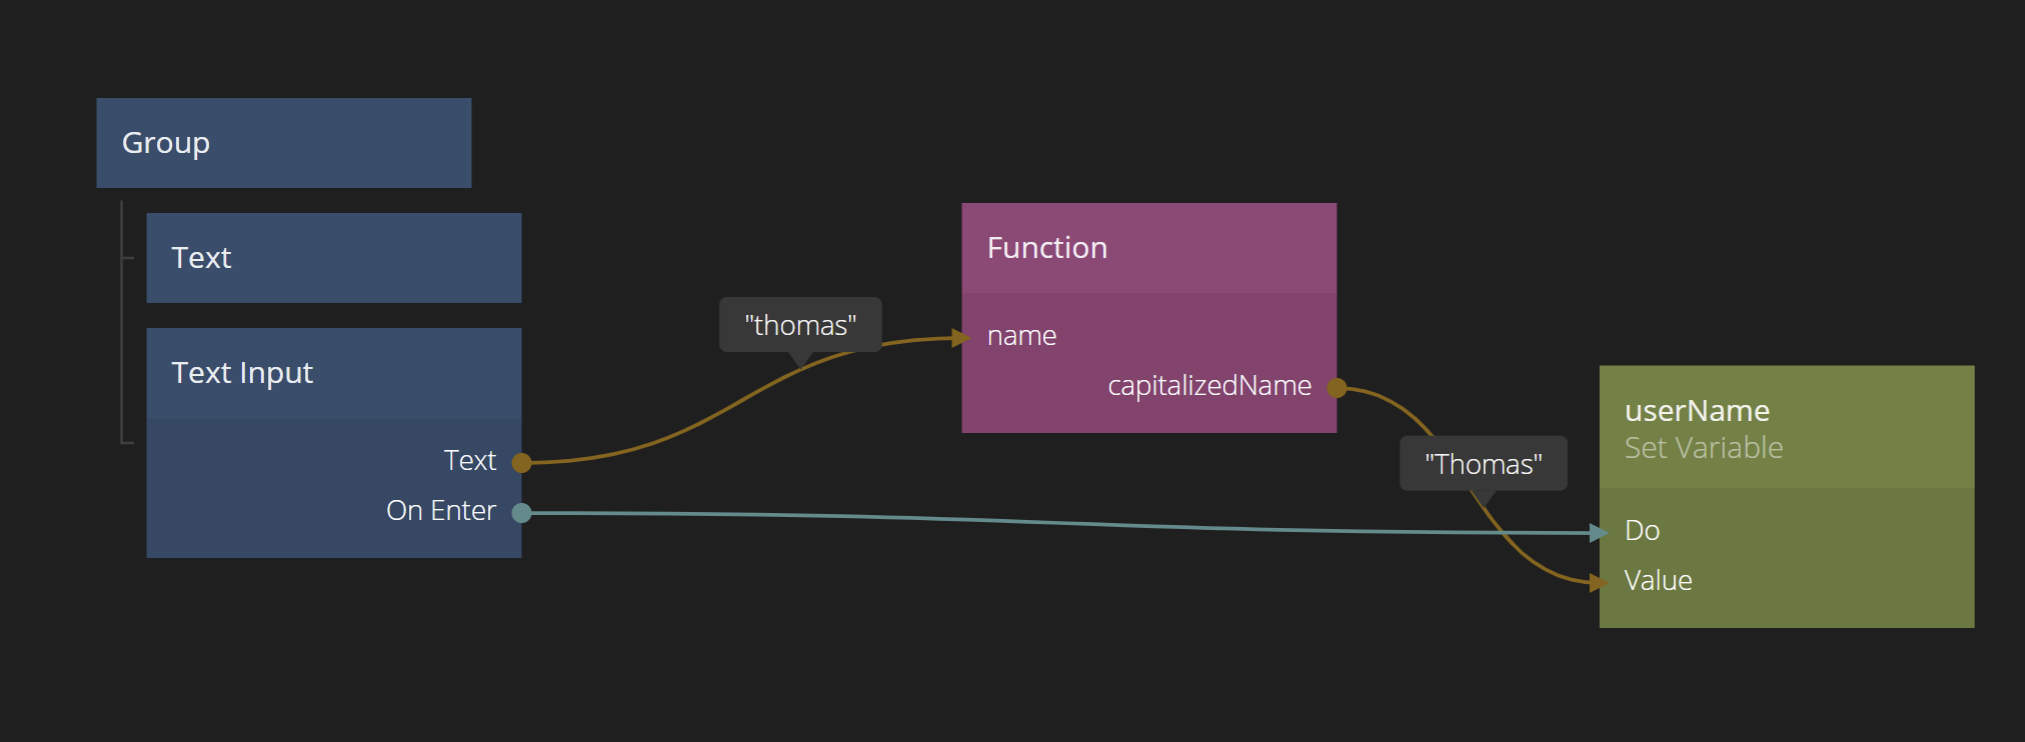 Group
Text
Text Input
Text
On Enter
"thomas"
Function
name
capitalizedName
"Thomas"
userName
Set Variable
Do
Value